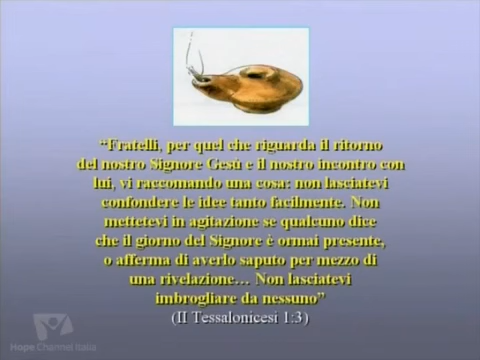 “Fratelli, per quel che riguarda il ritorno
del nostro Signore Gesù e il nostro incontro con
lui, vi raccomando una cosa: non lasciatevi
confondere le idee tanto facilmente. Non
mettetevi in agitazione se qualcuno dice
che il giorno del Signore è ormai presente,
o afferma di averlo saputo per mezzo di
una rivelazione… Non lasciatevi
imbrogliare da nessuno”
(II Tessalonicesi 1:3)
Hope Channel Italia